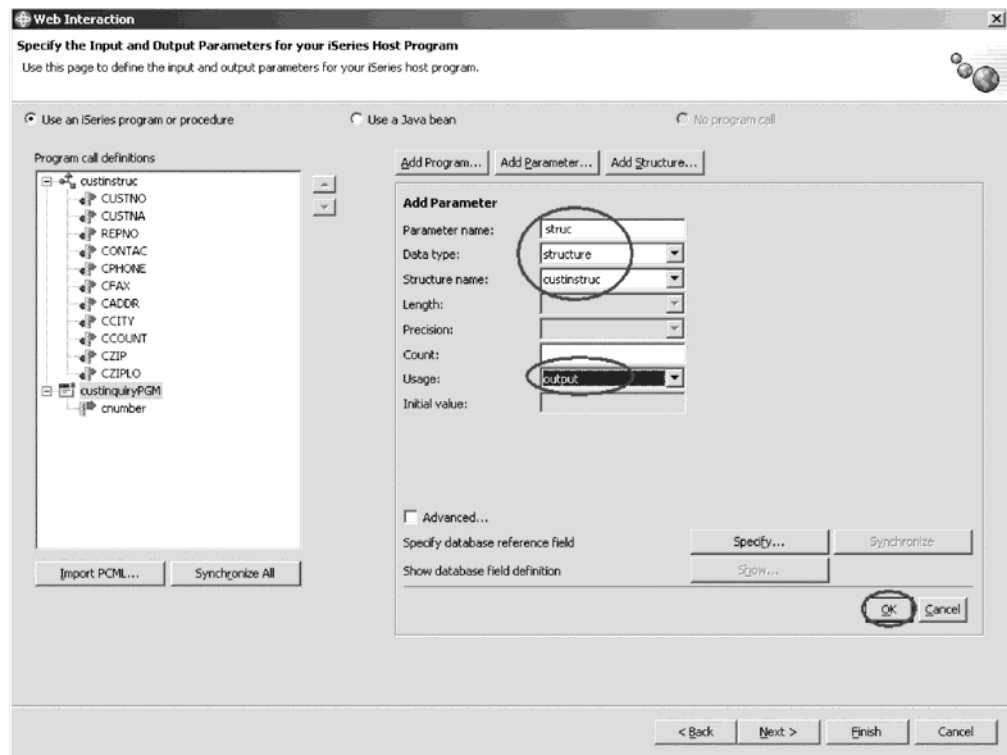 Web Interaction
Specify the Input and Output Parameters for your iSeries Host Program
Use this page to define the input and output parameters for your iSeries host program.
Use an iSeries program or procedure
Use a Java bean
No program call
Program call definitions
custinstruc
CUSTNO
CUSTNA
REPNO
CONTAC
CPHONE
CFAX
CADDR
CCITY
CCOUNT
CZIP
CZIPLO
custinquiryPGM
cnumber
Import PCML...
Synchronize All
Add Program...
Add Parameter...
Add Structure...
Add Parameter
Parameter name:
struc
Data type:
structure
Structure name:
custinstruc
Length:
Precision:
Count:
Usage:
output
Initial value:
Advanced...
Specify database reference field
Specify...
Synchronize
Show database field definition
Show...
OK
Cancel
< Back
Next >
Finish
Cancel